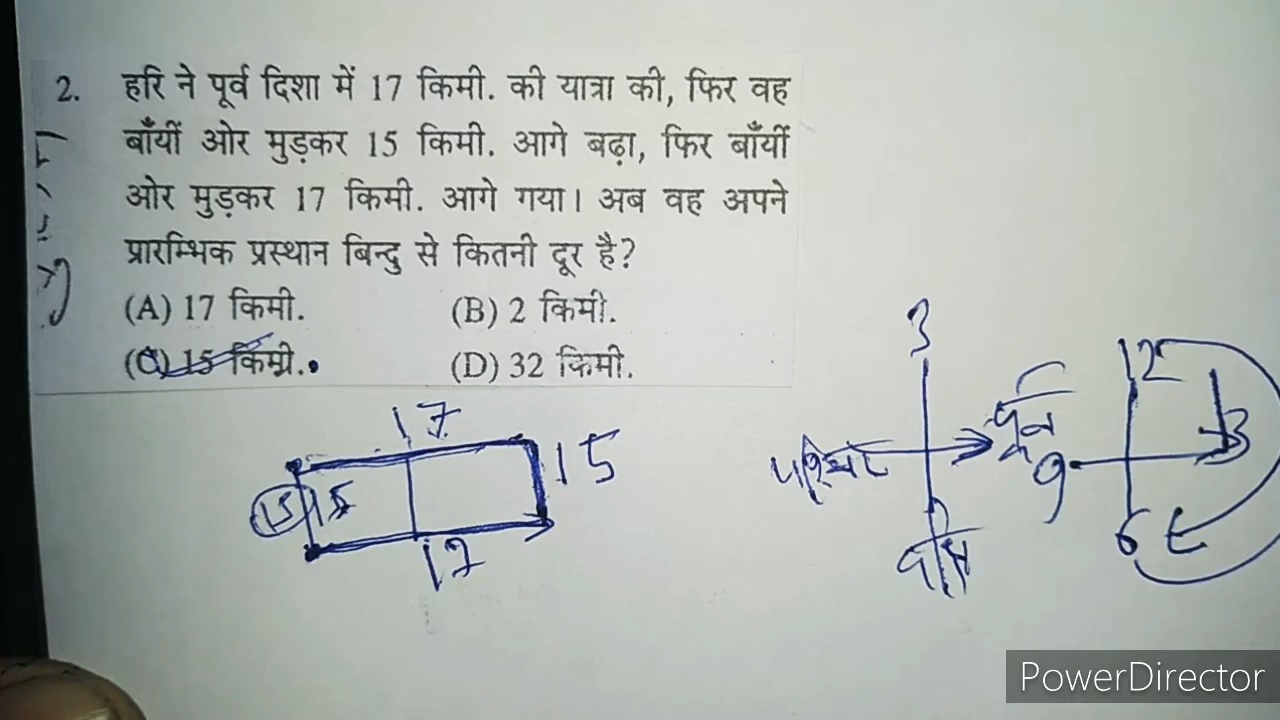 2. हरि ने पूर्व दिशा में 17 किमी. की यात्रा की, फिर वह
बाँयीं ओर मुड़कर 15 किमी. आगे बढ़ा, फिर बाँयीं
ओर मुड़कर 17 किमी. आगे गया। अब वह अपने
प्रारम्भिक प्रस्थान बिन्दु से कितनी दूर है?
(A) 17 किमी. (B) 2 किमी.
(C) 15 किमी. (D) 32 किमी.
17
15
15
17
3
12
3
9
6
PowerDirector